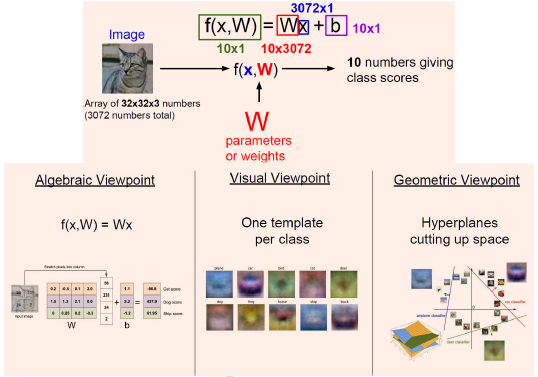 3072x1
f(x,W) = Wx + b
10x1
10x1
10x3072
Image
f(x,W)
10 numbers giving
class scores
Array of 32x32x3 numbers
(3072 numbers total)
W
parameters
or weights
Algebraic Viewpoint
f(x,W) = Wx
Stretch pixels into column
0.2 -0.5 0.1 2.0
1.5 1.3 2.1 0.0
0 0.25 0.2 -0.3
56
231
24
2
+
1.1
3.2
-1.2
=
-96.8
437.9
61.95
Cat score
Dog score
Ship score
Input image
W
b
Visual Viewpoint
One template
per class
plane car bird cat deer
dog frog horse ship truck
Geometric Viewpoint
Hyperplanes
cutting up space
car classifier
airplane classifier
deer classifier